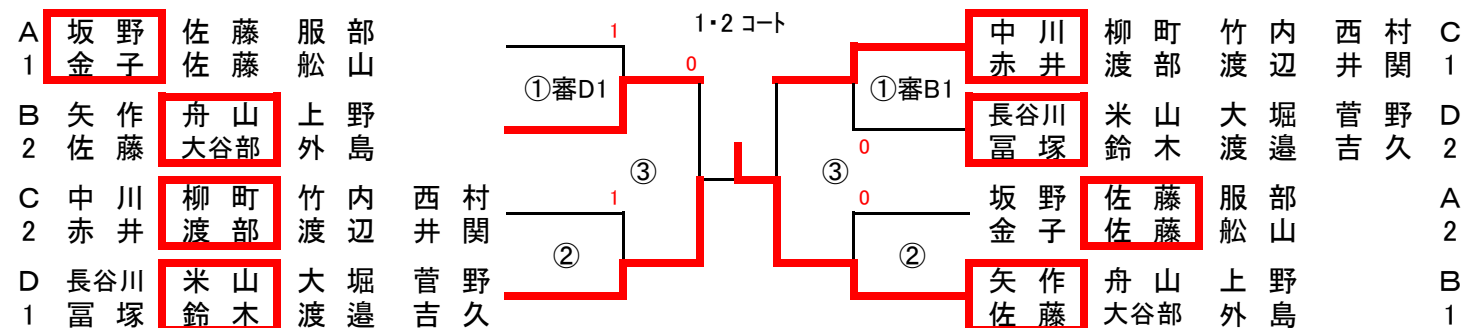 1・2 コート
A 坂野 佐藤 服部
1 金子 佐藤 舩山
B 矢作 舟山 上野
2 佐藤 大谷部 外島
C 中川 柳町 竹内 西村
2 赤井 渡部 渡辺 井関
D 長谷川 米山 大堀 菅野
1 冨塚 鈴木 渡邉 吉久
1
0
①審D1
③
1
②
①審B1
0
③
0
②
中川 柳町 竹内 西村 C
赤井 渡部 渡辺 井関 1
長谷川 米山 大堀 菅野 D
冨塚 鈴木 渡邉 吉久 2
坂野 佐藤 服部 A
金子 佐藤 舩山 2
矢作 舟山 上野 B
佐藤 大谷部 外島 1